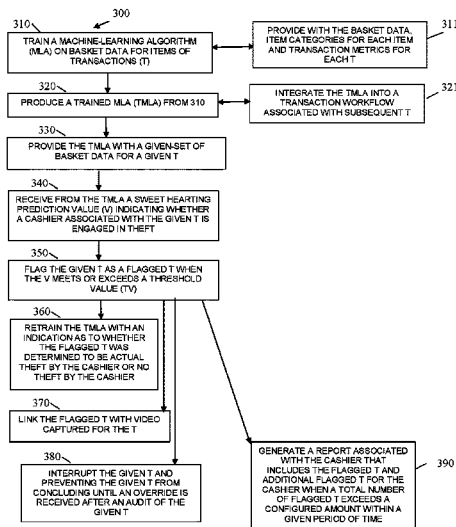 300
310
TRAIN A MACHINE-LEARNING ALGORITHM
(MLA) ON BASKET DATA FOR ITEMS OF
TRANSACTIONS (T)
311
PROVIDE WITH THE BASKET DATA,
ITEM CATEGORIES FOR EACH ITEM
AND TRANSACTION METRICS FOR
EACH T
320
PRODUCE A TRAINED MLA (TMLA) FROM 310
321
INTEGRATE THE TMLA INTO A
TRANSACTION WORKFLOW
ASSOCIATED WITH SUBSEQUENT T
330
PROVIDE THE TMLA WITH A GIVEN-SET OF
BASKET DATA FOR A GIVEN T
340
RECEIVE FROM THE TMLA A SWEET HEARTING
PREDICTION VALUE (V) INDICATING WHETHER
A CASHIER ASSOCIATED WITH THE GIVEN T IS
ENGAGED IN THEFT
350
FLAG THE GIVEN T AS A FLAGGED T WHEN
THE V MEETS OR EXCEEDS A THRESHOLD
VALUE (TV)
360
RETRAIN THE TMLA WITH AN
INDICATION AS TO WHETHER
THE FLAGGED T WAS
DETERMINED TO BE ACTUAL
THEFT BY THE CASHIER OR NO
THEFT BY THE CASHIER
370
LINK THE FLAGGED T WITH VIDEO
CAPTURED FOR THE T
380
INTERRUPT THE GIVEN T AND
PREVENTING THE GIVEN T FROM
CONCLUDING UNTIL AN OVERRIDE IS
RECEIVED AFTER AN AUDIT OF THE
GIVEN T
390
GENERATE A REPORT ASSOCIATED
WITH THE CASHIER THAT
INCLUDES THE FLAGGED T AND
ADDITIONAL FLAGGED T FOR THE
CASHIER WHEN A TOTAL NUMBER
OF FLAGGED T EXCEEDS A
CONFIGURED AMOUNT WITHIN A
GIVEN PERIOD OF TIME